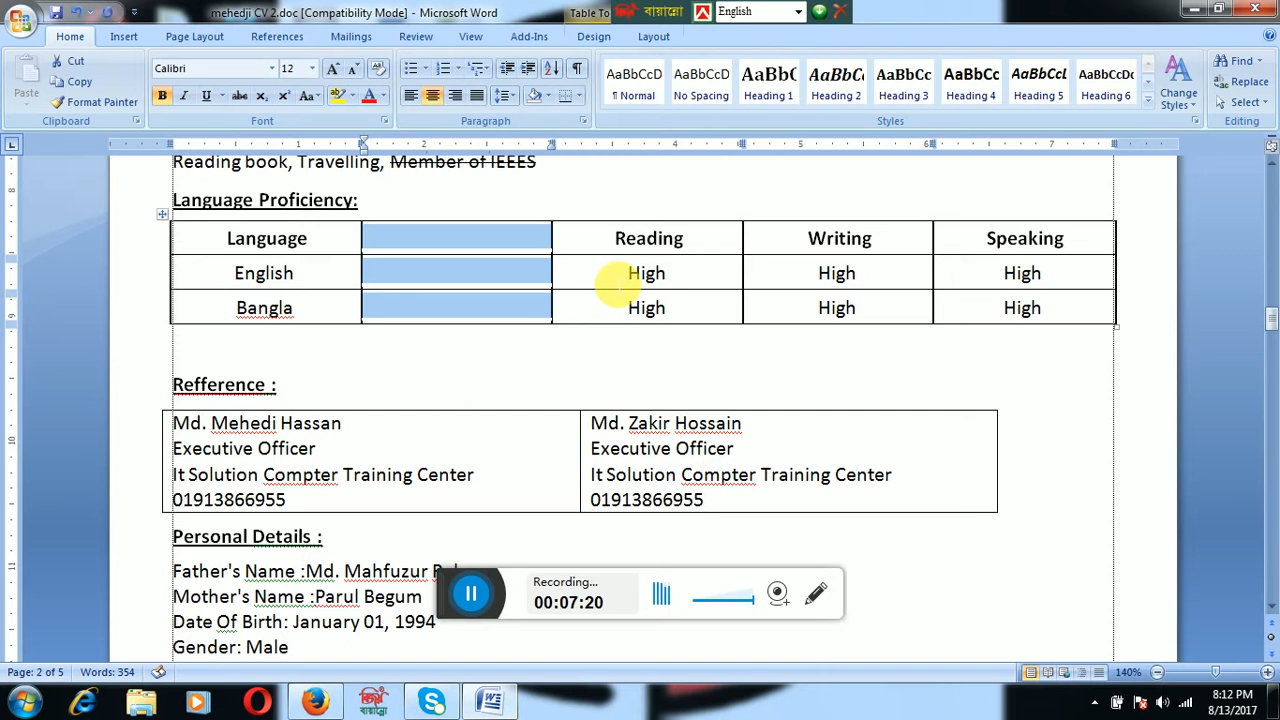 mehedji CV 2.doc [Compatibility Mode] - Microsoft Word
Table To
বায়ান্নো
English
Home
Insert
Page Layout
References
Mailings
Review
View
Add-Ins
Design
Layout
Paste
Cut
Copy
Format Painter
Clipboard
Calibri
12
Font
Paragraph
AaBbCcD
¶ Normal
AaBbCcD
No Spacing
AaBbC
Heading 1
AaBbCc
Heading 2
AaBbCc
Heading 3
AaBbCc
Heading 4
AaBbCcL
Heading 5
AaBbCcDc
Heading 6
Change Styles
Styles
Find
Replace
Select
Editing
Reading book, Travelling, Member of IEEES
Language Proficiency:
Language Reading Writing Speaking
English High High High
Bangla High High High
Refference :
Md. Mehedi Hassan
Executive Officer
It Solution Compter Training Center
01913866955
Md. Zakir Hossain
Executive Officer
It Solution Compter Training Center
01913866955
Personal Details :
Father's Name :Md. Mahfuzur
Mother's Name :Parul Begum
Date Of Birth: January 01, 1994
Gender: Male
Recording...
00:07:20
Page: 2 of 5
Words: 354
140%
8:12 PM
8/13/2017